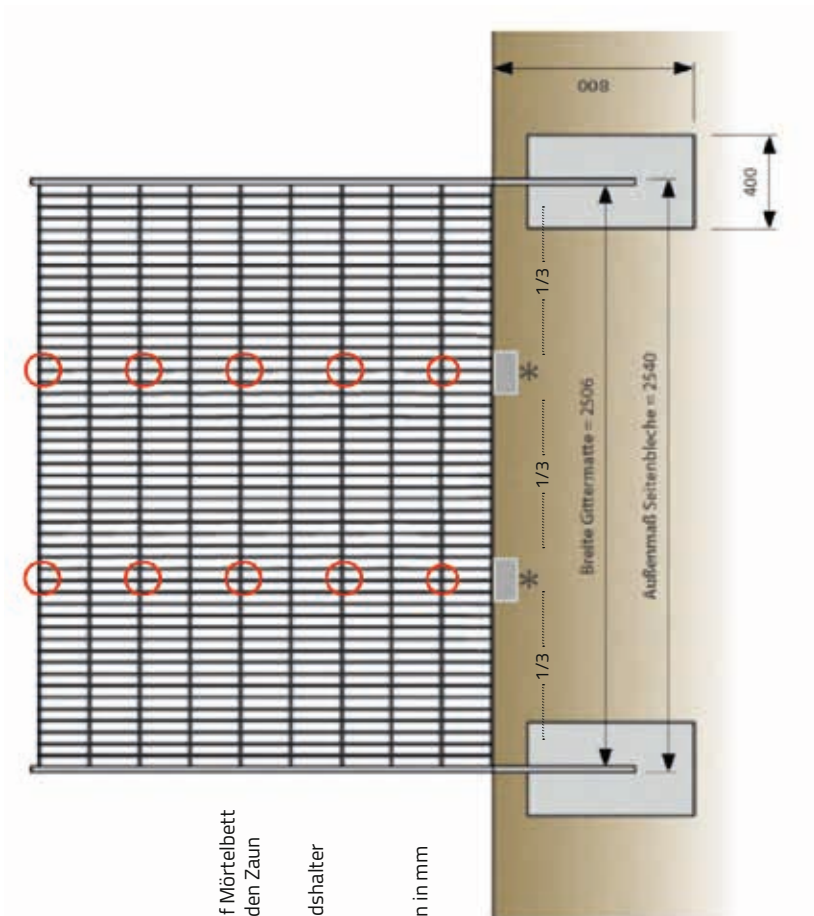 f Mörtelbett
den Zaun
dshalter
n in mm
*
*
1/3
1/3
1/3
800
Breite Gittermatte = 2506
Außenmaß Seitenbleche = 2540
400